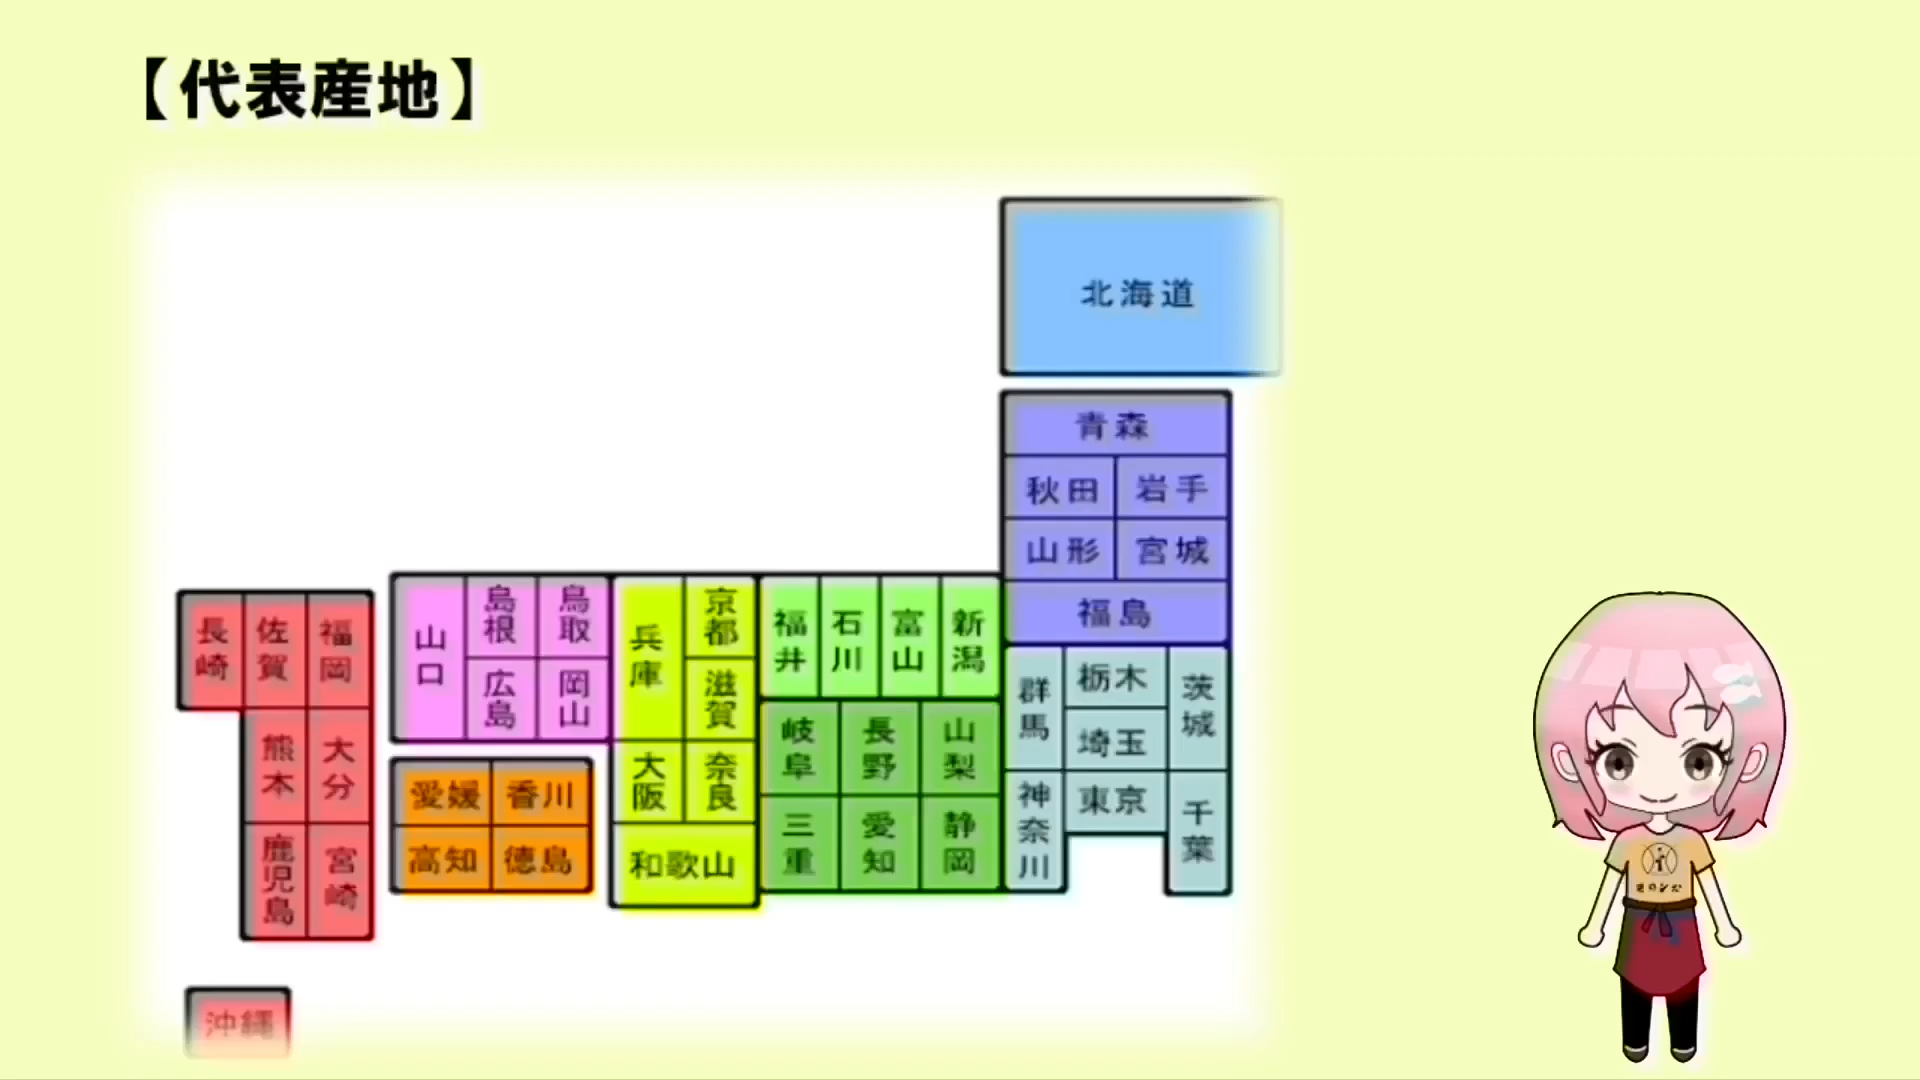 【代表産地】
北海道
青森
秋田
岩手
山形
宮城
福島
群馬
栃木
茨城
埼玉
神奈川
東京
千葉
福井
石川
富山
新潟
岐阜
長野
山梨
三重
愛知
静岡
兵庫
京都
滋賀
大阪
奈良
和歌山
山口
島根
鳥取
広島
岡山
愛媛
香川
高知
徳島
長崎
佐賀
福岡
熊本
大分
鹿児島
宮崎
沖縄